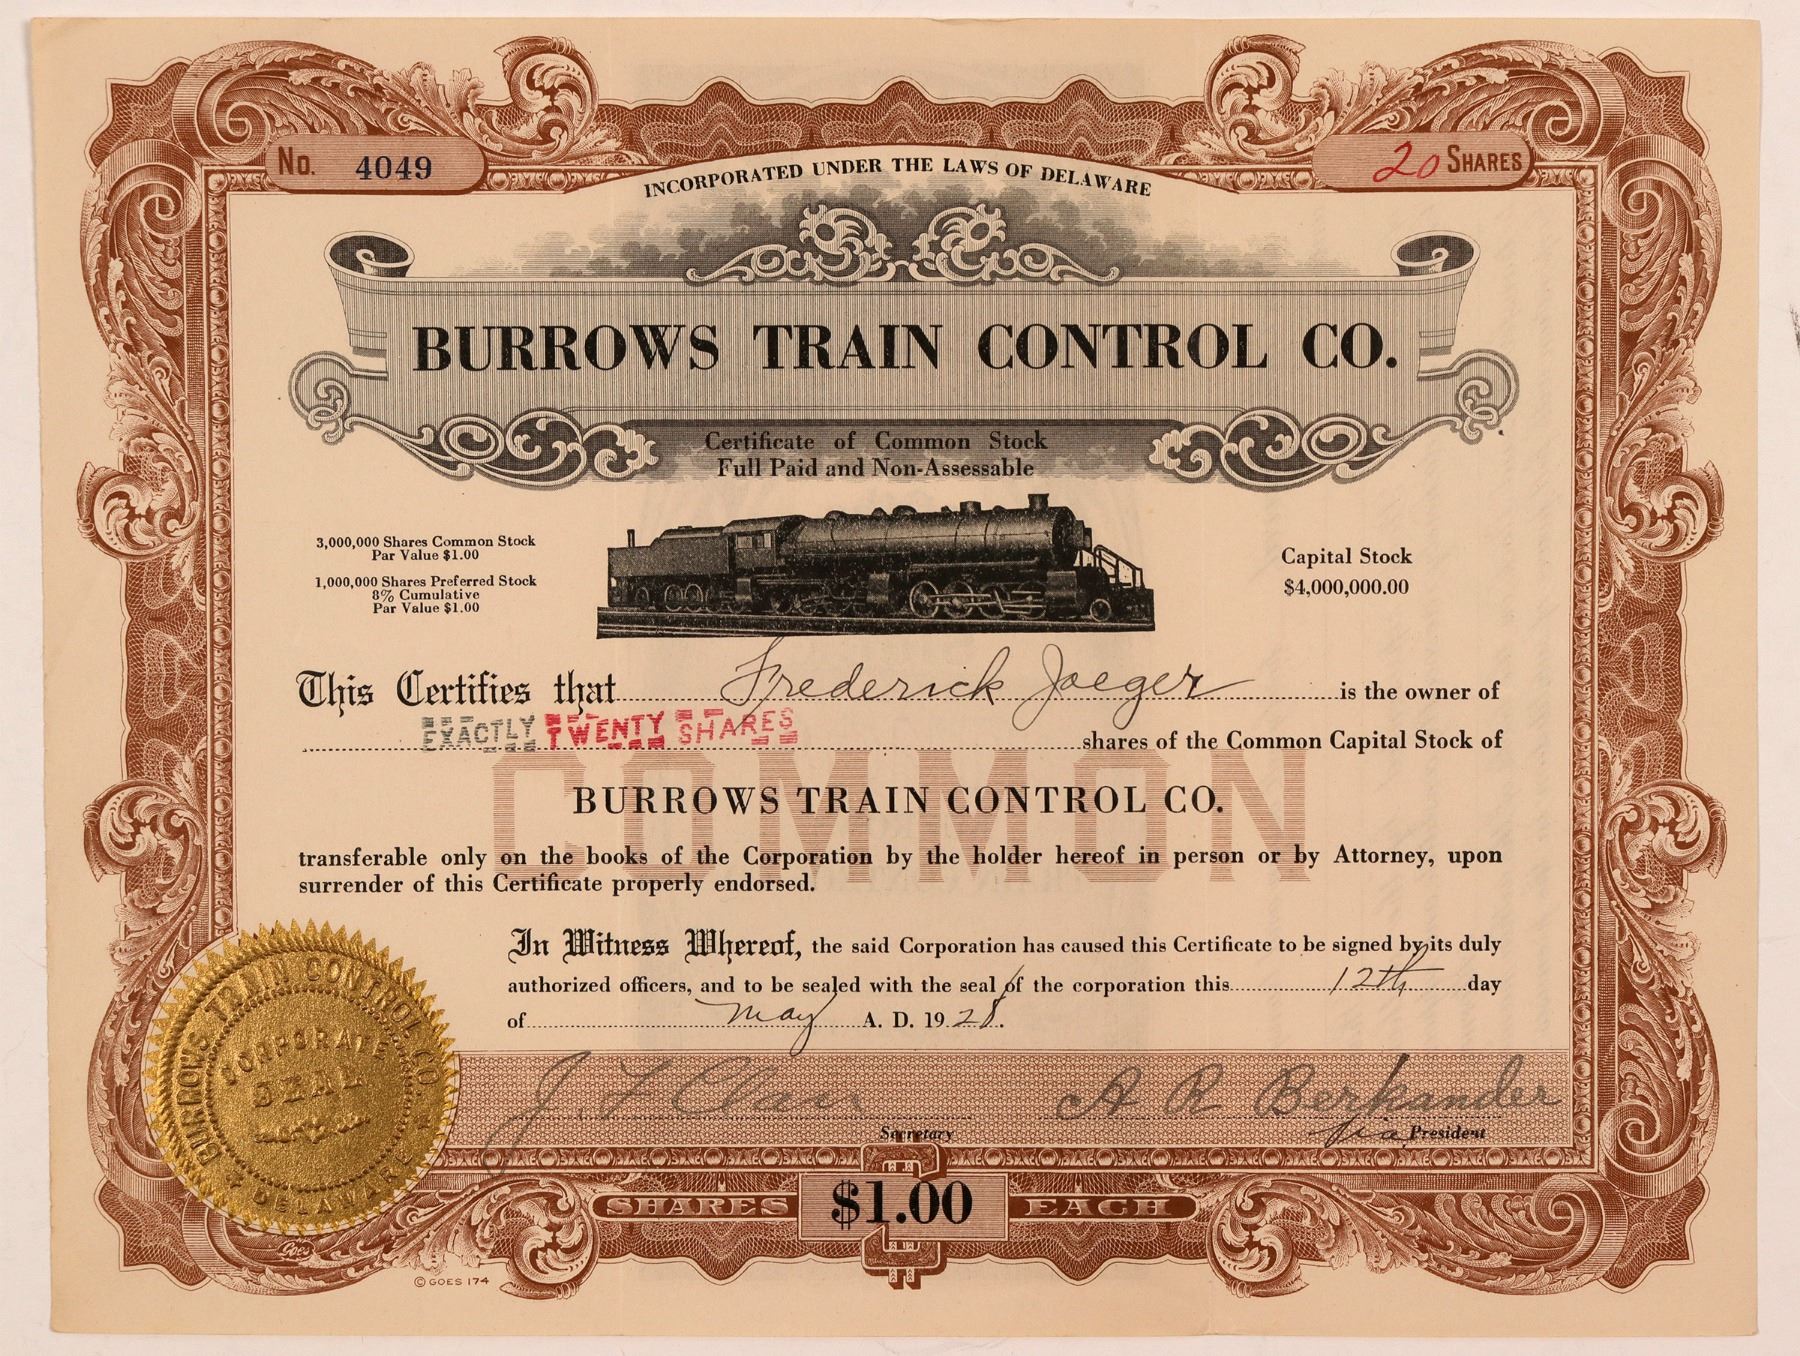 No. 4049
20 SHARES
INCORPORATED UNDER THE LAWS OF DELAWARE
BURROWS TRAIN CONTROL CO.
Certificate of Common Stock
Full Paid and Non-Assessable
3,000,000 Shares Common Stock
Par Value $1.00
1,000,000 Shares Preferred Stock
8% Cumulative
Par Value $1.00
Capital Stock
$4,000,000.00
This Certifies that Frederick Jaeger is the owner of
EXACTLY TWENTY SHARES shares of the Common Capital Stock of
COMMON
BURROWS TRAIN CONTROL CO.
transferable only on the books of the Corporation by the holder hereof in person or by Attorney, upon
surrender of this Certificate properly endorsed.
In Witness Whereof, the said Corporation has caused this Certificate to be signed by its duly
authorized officers, and to be sealed with the seal of the corporation this 12th day
of May A. D. 1928.
BURROWS TRAIN CONTROL CO.
CORPORATE
SEAL
DELAWARE
A R Berkander
Secretary
President
SHARES $1.00 EACH
Goes
© GOES 174